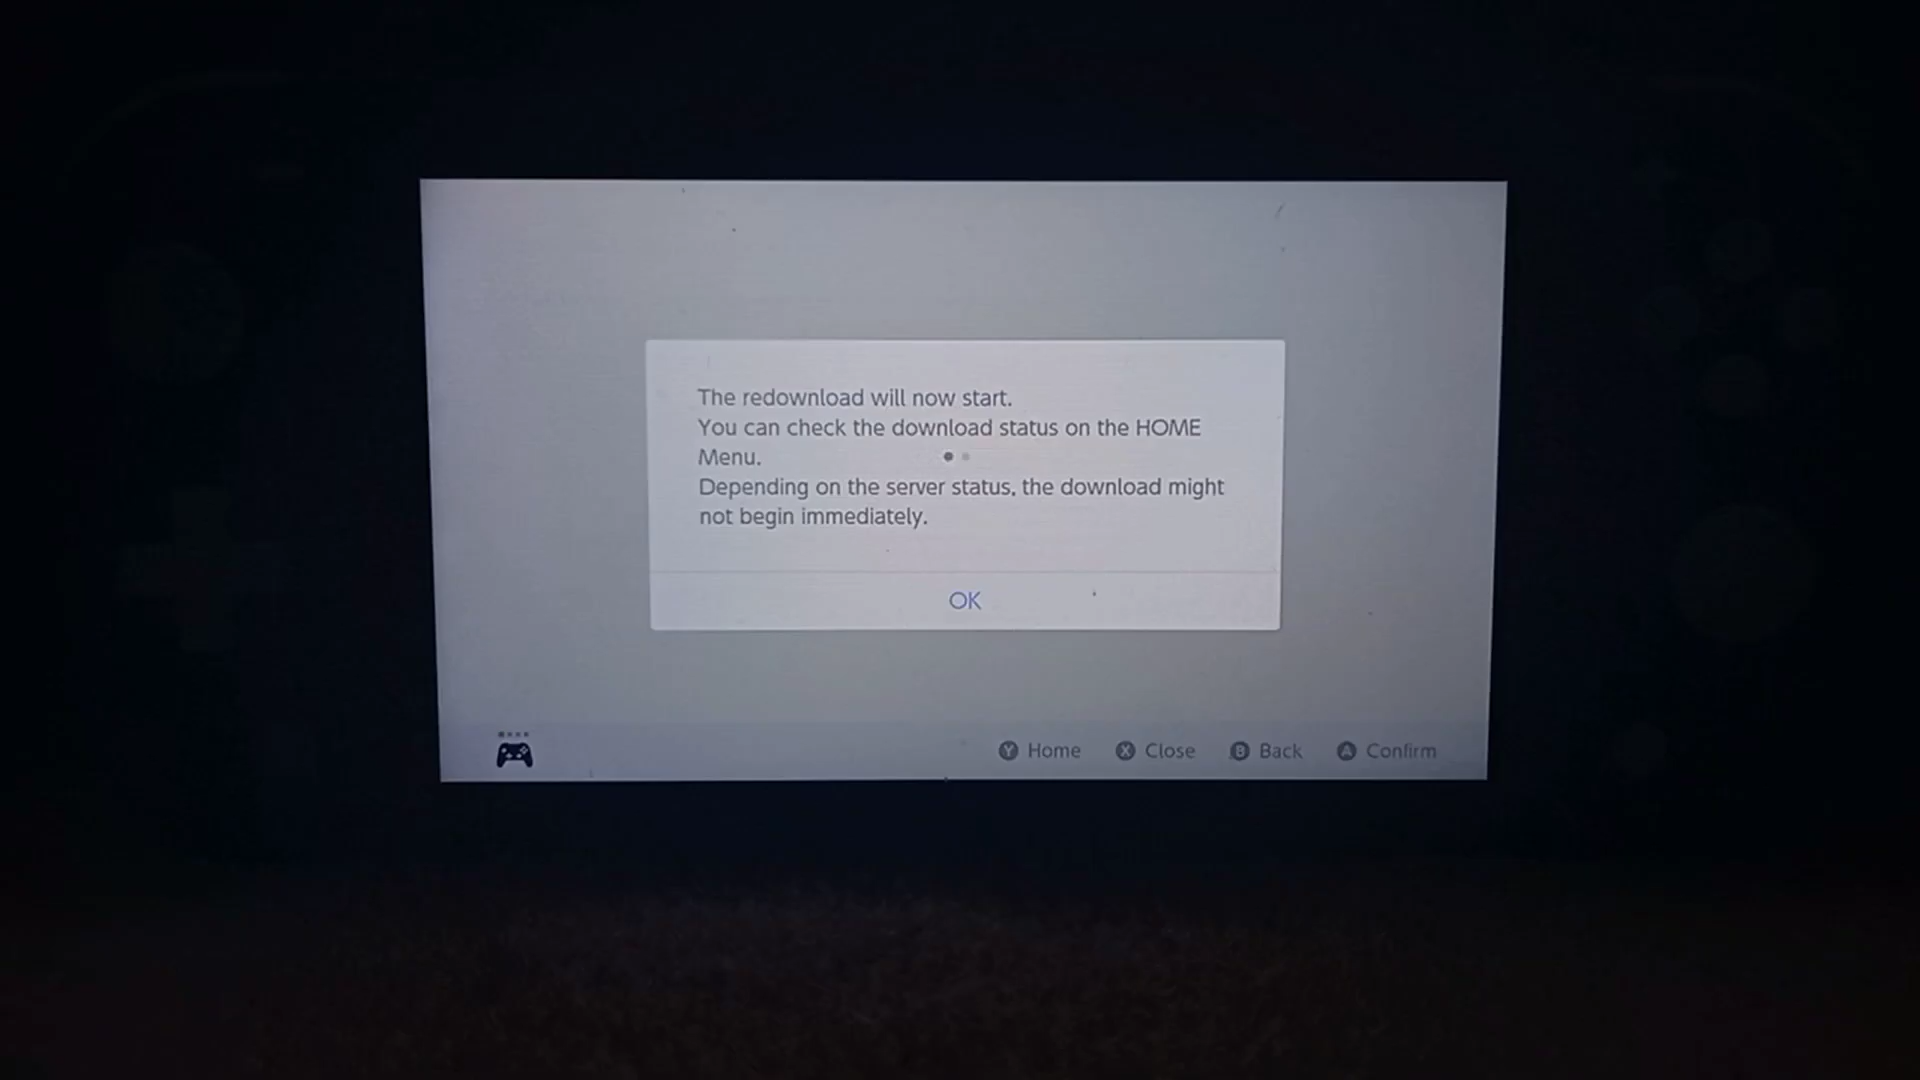 The redownload will now start.
You can check the download status on the HOME
Menu.
Depending on the server status, the download might
not begin immediately.
OK
Y Home X Close B Back A Confirm